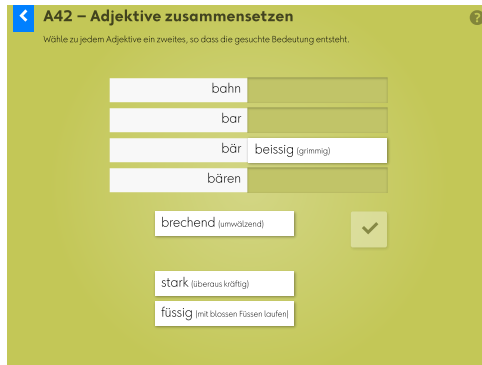 A42 – Adjektive zusammensetzen
?
Wähle zu jedem Adjektive ein zweites, so dass die gesuchte Bedeutung entsteht.
bahn
bar
bär beissig (grimmig)
bären
brechend (umwälzend)
stark (überaus kräftig)
füssig (mit blossen Füssen laufen)